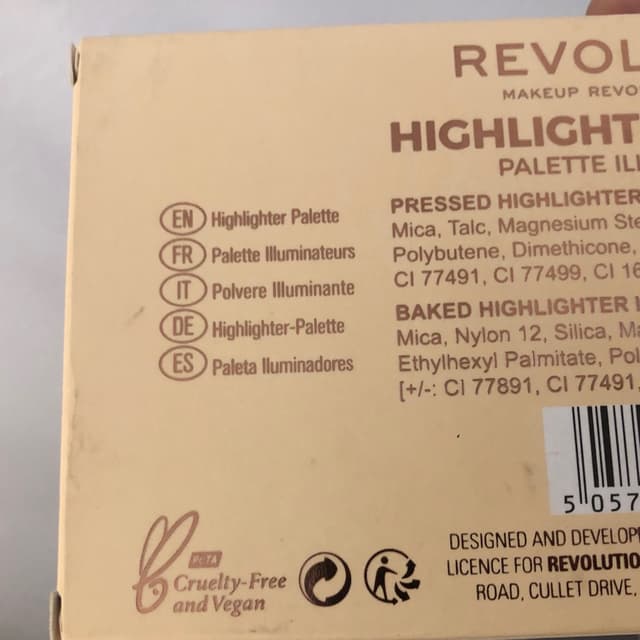 REVOL
MAKEUP REVO
HIGHLIGHT
PALETTE ILL
EN Highlighter Palette
FR Palette Illuminateurs
IT Polvere Illuminante
DE Highlighter-Palette
ES Paleta Iluminadores
PRESSED HIGHLIGHTER
Mica, Talc, Magnesium Ste
Polybutene, Dimethicone,
CI 77491, CI 77499, CI 16
BAKED HIGHLIGHTER
Mica, Nylon 12, Silica, Ma
Ethylhexyl Palmitate, Pol
[+/-: CI 77891, CI 77491,
5 057
PETA
Cruelty-Free
and Vegan
DESIGNED AND DEVELOP
LICENCE FOR REVOLUTIO
ROAD, CULLET DRIVE,